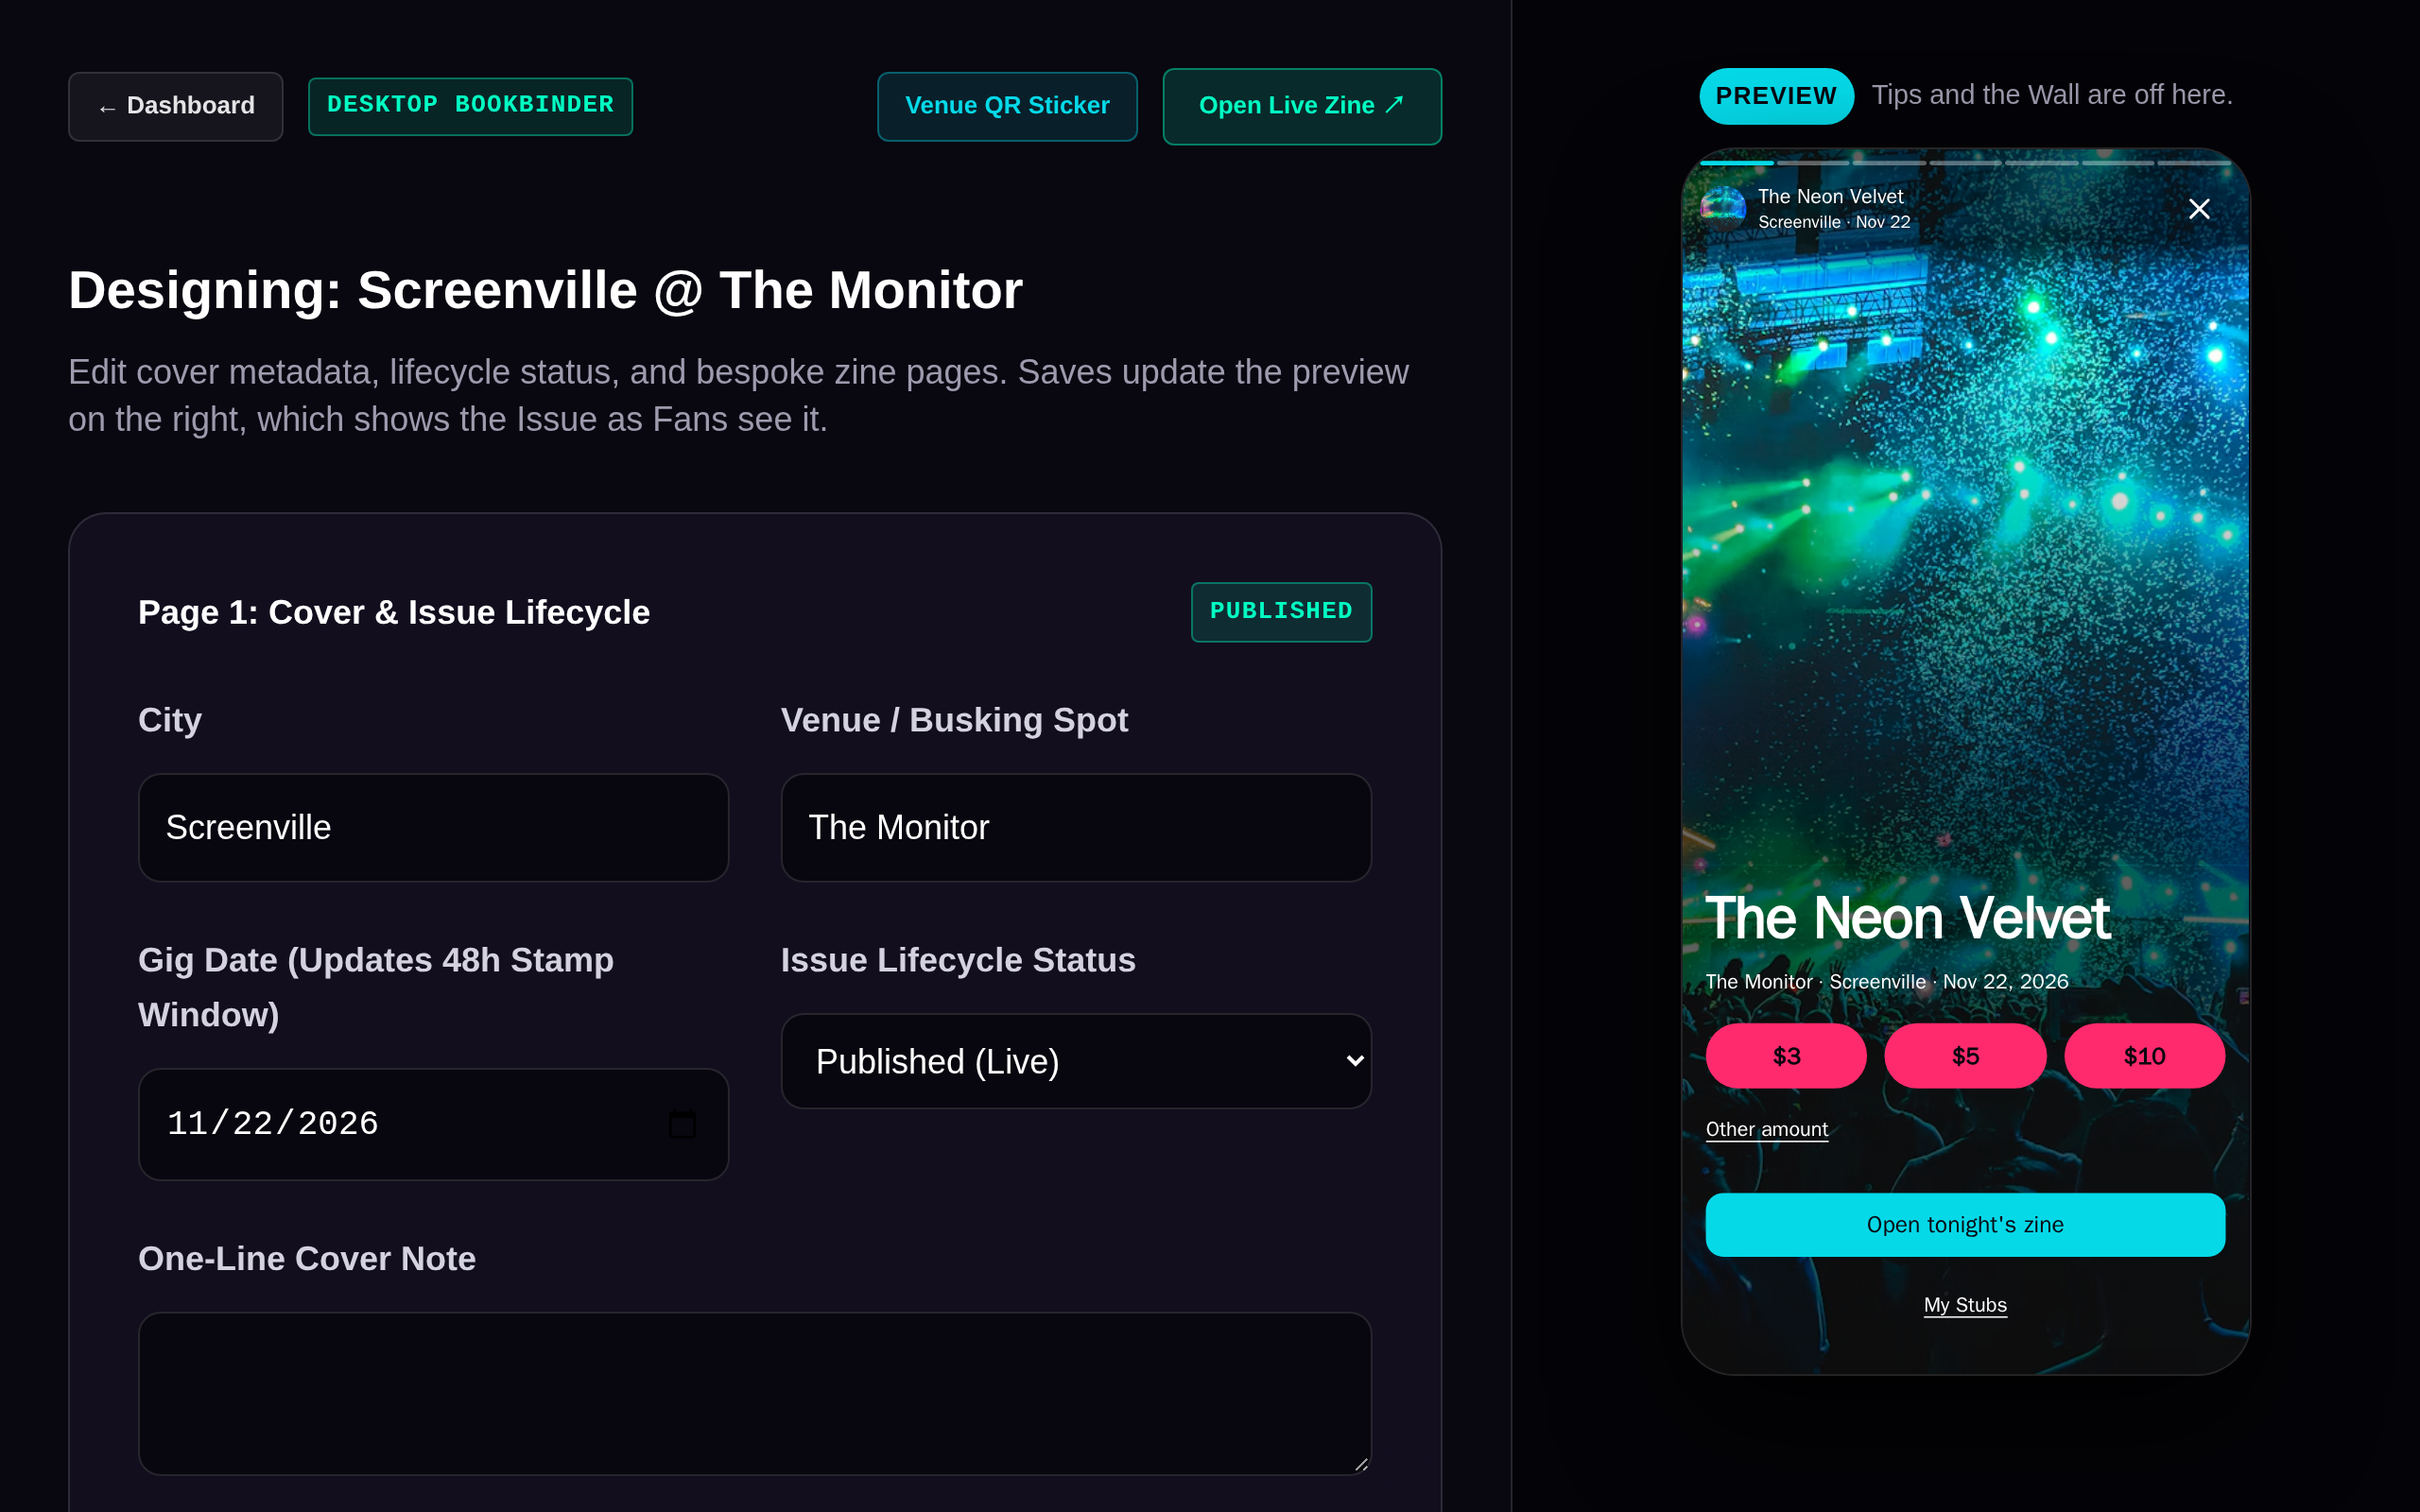 ← Dashboard
DESKTOP BOOKBINDER
Venue QR Sticker
Open Live Zine ↗
Designing: Screenville @ The Monitor
Edit cover metadata, lifecycle status, and bespoke zine pages. Saves update the preview
on the right, which shows the Issue as Fans see it.
Page 1: Cover & Issue Lifecycle
PUBLISHED
City
Venue / Busking Spot
Screenville
The Monitor
Gig Date (Updates 48h Stamp
Window)
Issue Lifecycle Status
11/22/2026
Published (Live)
One-Line Cover Note
PREVIEW
Tips and the Wall are off here.
The Neon Velvet
Screenville · Nov 22
The Neon Velvet
The Monitor · Screenville · Nov 22, 2026
$3
$5
$10
Other amount
Open tonight's zine
My Stubs